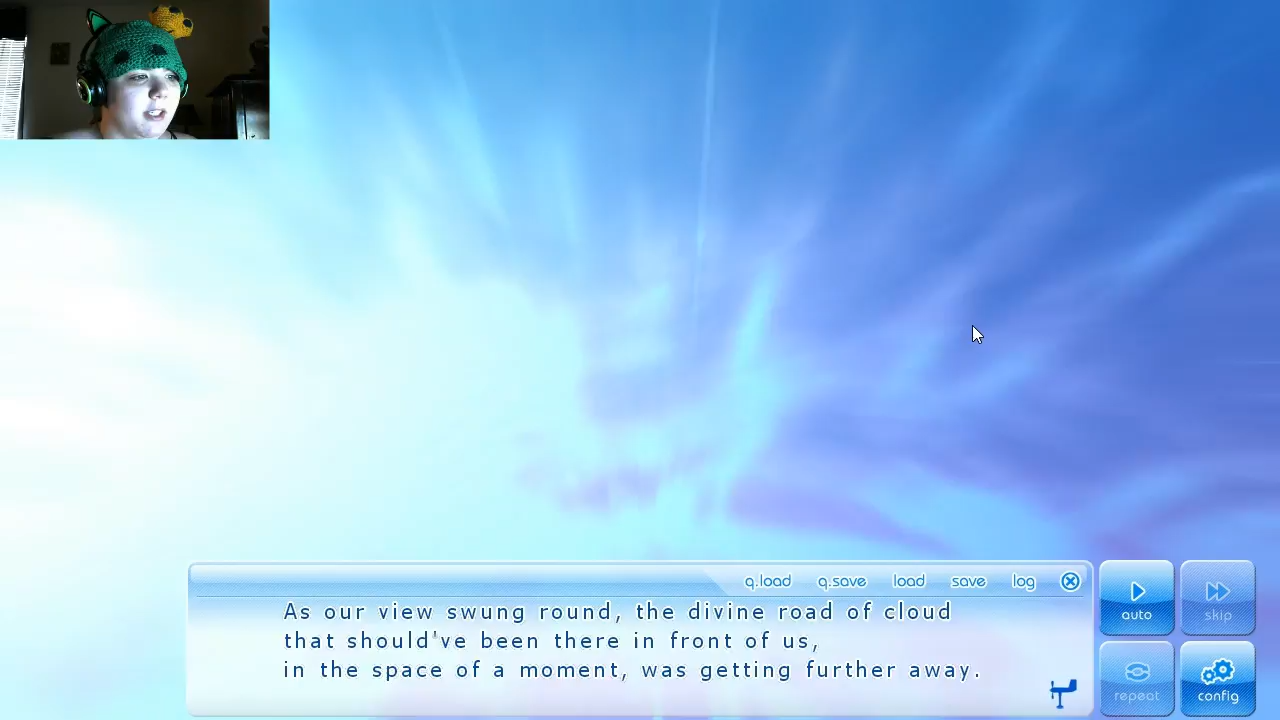 q.load q.save load save log
As our view swung round, the divine road of cloud
that should've been there in front of us,
in the space of a moment, was getting further away.
auto
skip
repeat
config